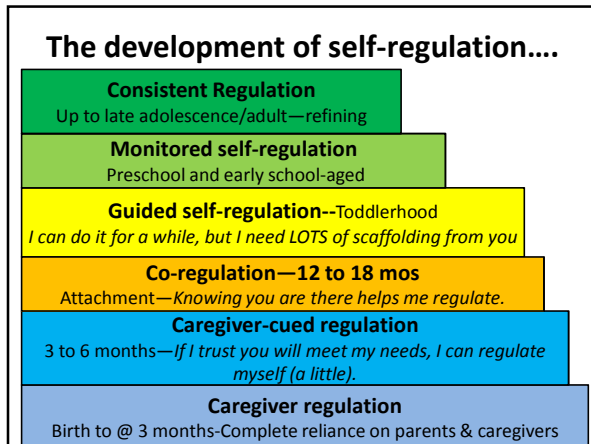 The development of self-regulation….
Consistent Regulation
Up to late adolescence/adult—refining
Monitored self-regulation
Preschool and early school-aged
Guided self-regulation--Toddlerhood
I can do it for a while, but I need LOTS of scaffolding from you
Co-regulation—12 to 18 mos
Attachment—Knowing you are there helps me regulate.
Caregiver-cued regulation
3 to 6 months—If I trust you will meet my needs, I can regulate
myself (a little).
Caregiver regulation
Birth to @ 3 months-Complete reliance on parents & caregivers